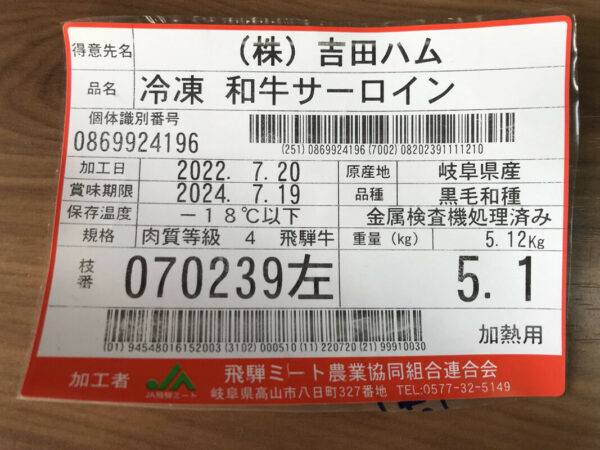 得意先名 (株) 吉田ハム
品名 冷凍 和牛サーロイン
個体識別番号
0869924196
(251) 0869924196 (7002) 08202391111210
加工日 2022. 7.20 原産地 岐阜県産
賞味期限 2024. 7.19 品種 黒毛和種
保存温度 －18℃以下 金属検査機処理済み
規格 肉質等級 4 飛騨牛 重量(kg) 5.12Kg
枝番 070239左 5.1
(01) 94548016152003 (3102) 000510 (11) 220720 (21) 99910030
加熱用
加工者 JA飛騨ミート 飛騨ミート農業協同組合連合会
岐阜県高山市八日町327番地 TEL:0577-32-5149